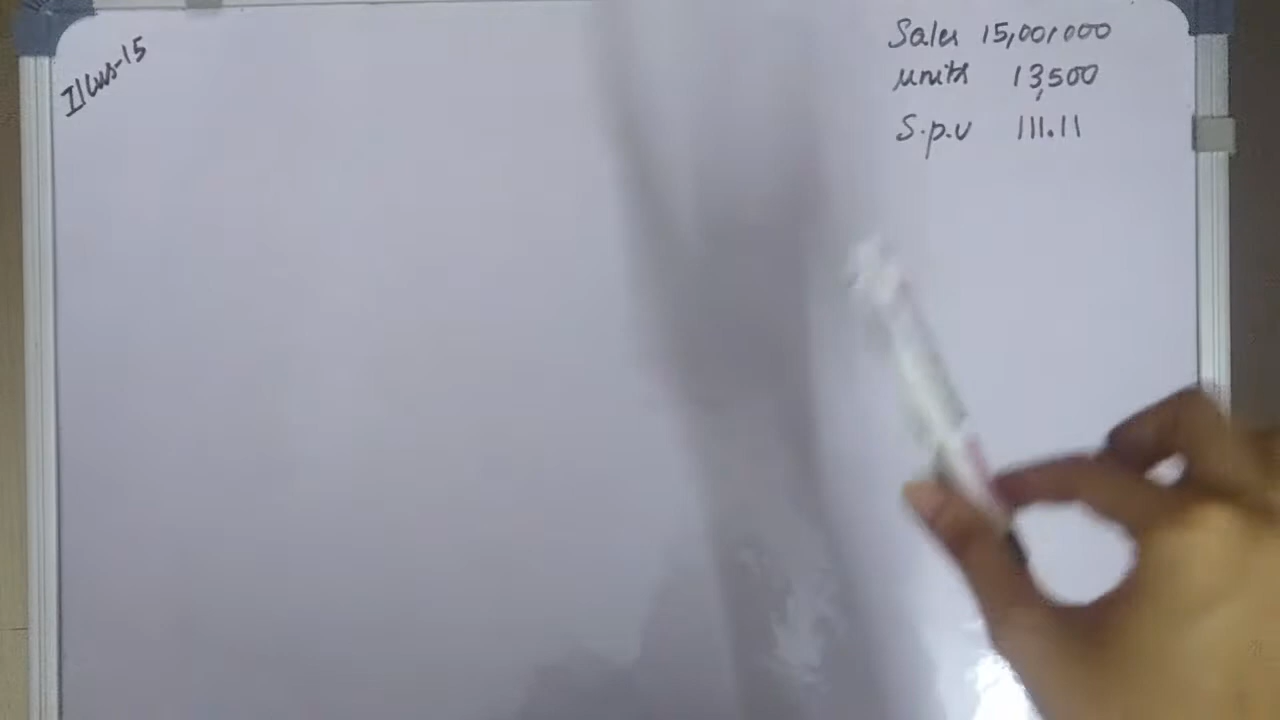 Illus-15
Sales 15,00,000
units 13,500
S.p.u 111.11